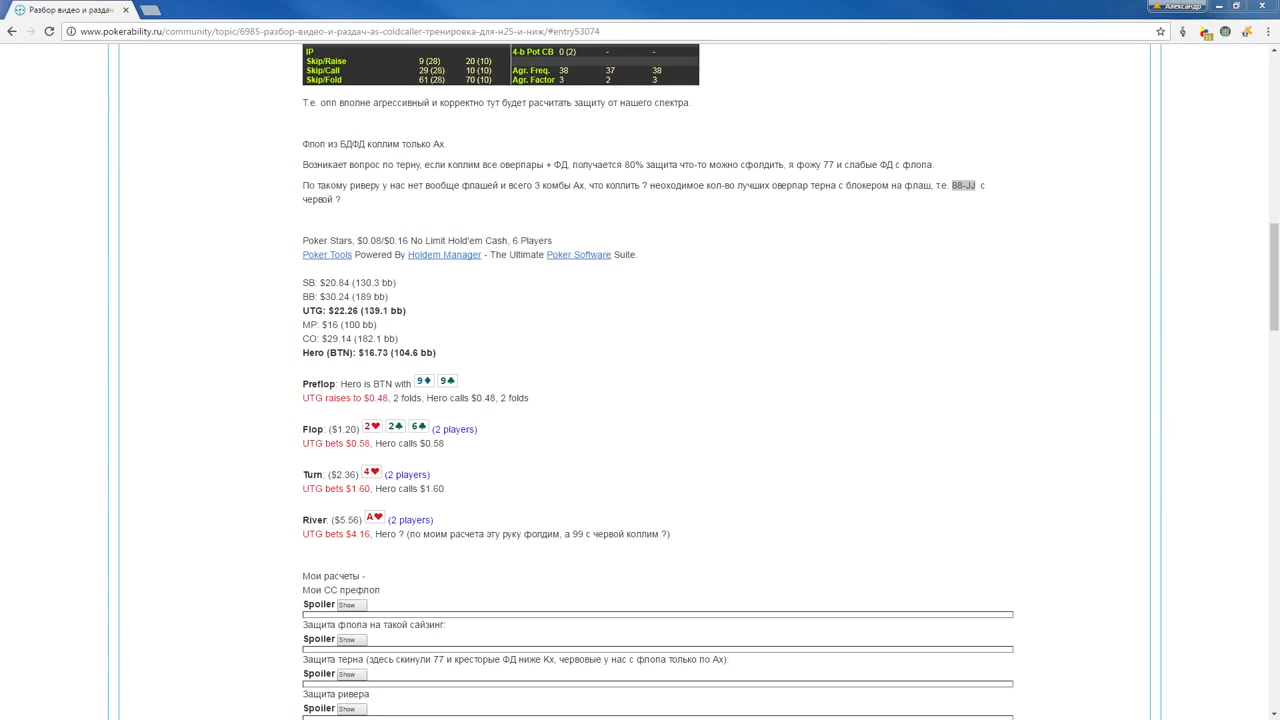 Разбор видео и раздач
Александр
www.pokerability.ru/community/topic/6985-разбор-видео-и-раздач-as-coldcaller-тренировка-для-нл25-и-ниж/#entry53074
IP 4-b Pot CB 0 (2) - -
Skip/Raise 9 (28) 20 (10)
Skip/Call 29 (28) 10 (10) Agr. Freq. 38 37 38
Skip/Fold 61 (28) 70 (10) Agr. Factor 3 2 3
Т.е. опп вполне агрессивный и корректно тут будет расчитать защиту от нашего спектра.
Флоп из БДФД коллим только Ах.
Возникает вопрос по терну, если коллим все оверпары + ФД, получается 80% защита что-то можно сфолдить, я фожу 77 и слабые ФД с флопа.
По такому риверу у нас нет вообще флашей и всего 3 комбы Ах, что коллить ? неоходимое кол-во лучших оверпар терна с блокером на флаш, т.е. 88-JJ с
червой ?
Poker Stars, $0.08/$0.16 No Limit Hold'em Cash, 6 Players
Poker Tools Powered By Holdem Manager - The Ultimate Poker Software Suite.
SB: $20.84 (130.3 bb)
BB: $30.24 (189 bb)
UTG: $22.26 (139.1 bb)
MP: $16 (100 bb)
CO: $29.14 (182.1 bb)
Hero (BTN): $16.73 (104.6 bb)
Preflop: Hero is BTN with 9♦ 9♣
UTG raises to $0.48, 2 folds, Hero calls $0.48, 2 folds
Flop: ($1.20) 2♥ 2♣ 6♣ (2 players)
UTG bets $0.58, Hero calls $0.58
Turn: ($2.36) 4♥ (2 players)
UTG bets $1.60, Hero calls $1.60
River: ($5.56) A♥ (2 players)
UTG bets $4.16, Hero ? (по моим расчета эту руку фолдим, а 99 с червой коллим ?)
Мои расчеты -
Мои СС префлоп
Spoiler Show
Защита флопа на такой сайзинг:
Spoiler Show
Защита терна (здесь скинули 77 и кресторые ФД ниже Кх, червовые у нас с флопа только по Ах):
Spoiler Show
Защита ривера
Spoiler Show